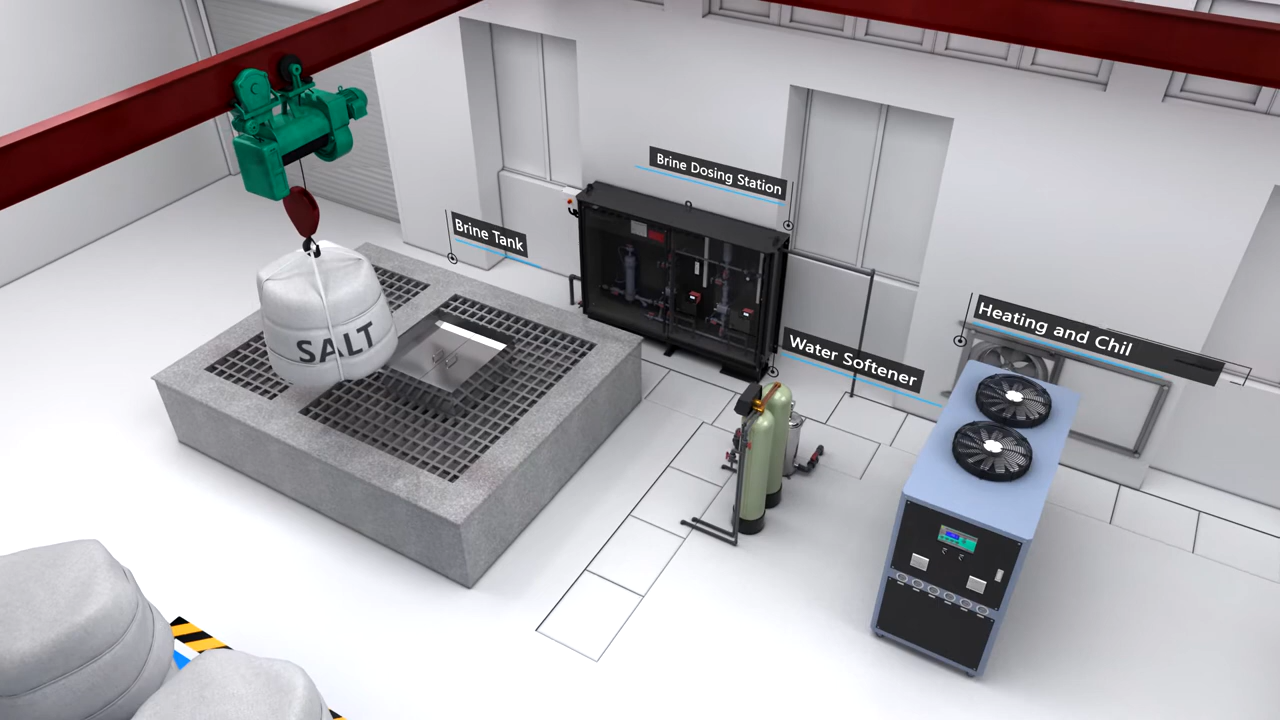 Brine Dosing Station
Brine Tank
Heating and Chil
Water Softener
SALT